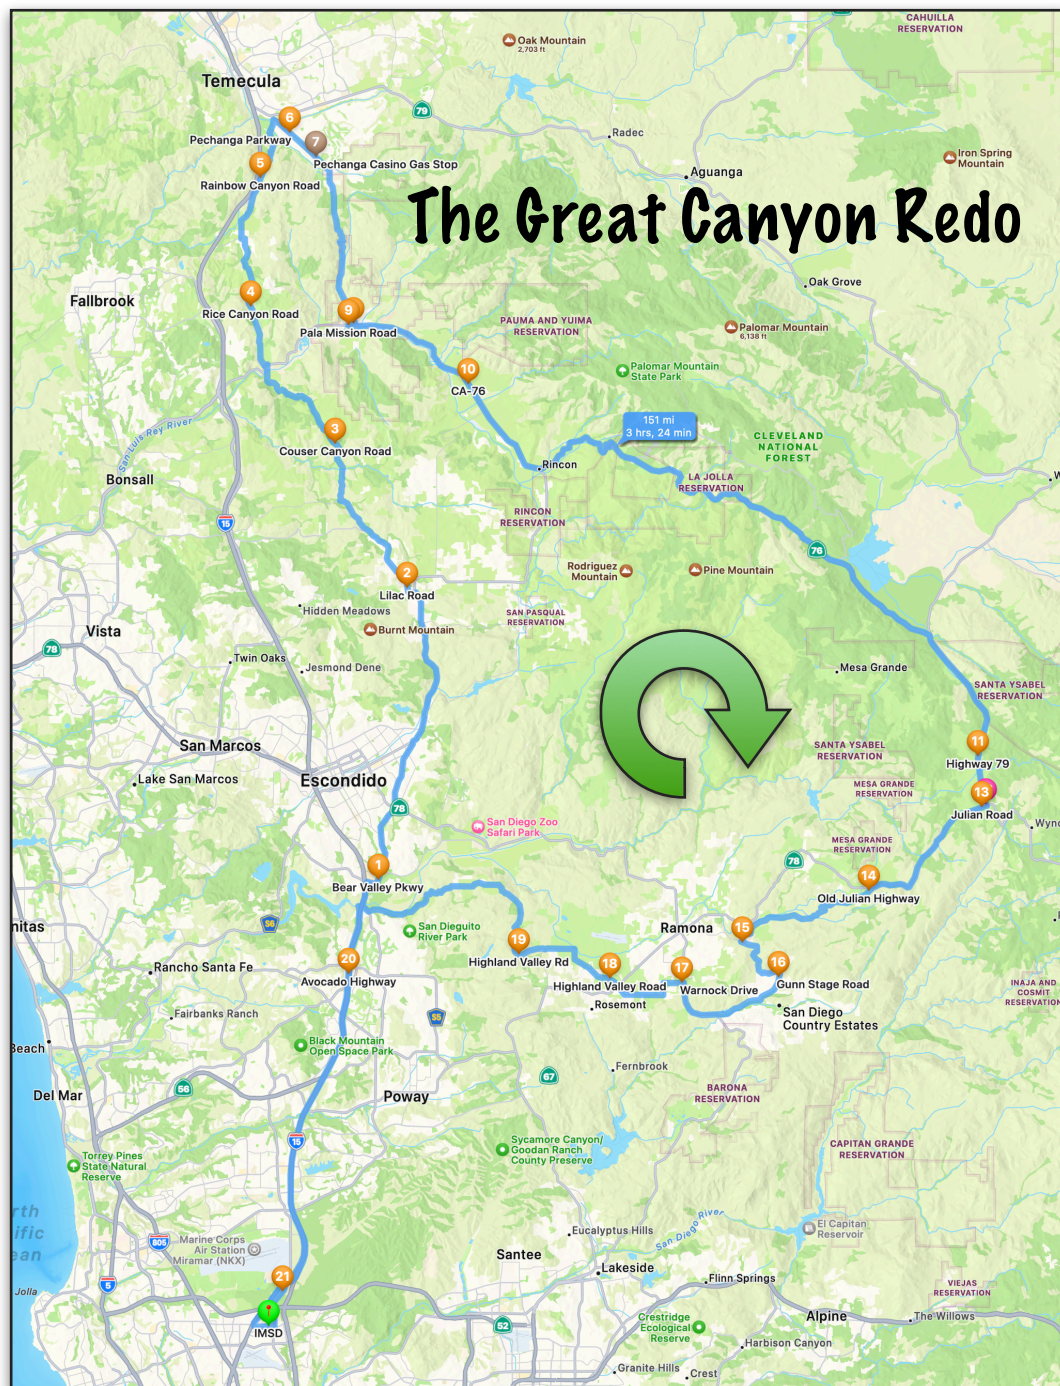 CAHUILLA
RESERVATION
Oak Mountain
2,703 ft
Temecula
79
6
Pechanga Parkway
7
Radec
5
Pechanga Casino Gas Stop
Iron Spring
Mountain
Rainbow Canyon Road
Aguanga
The Great Canyon Redo
Oak Grove
4
Fallbrook
Rice Canyon Road
9
Pala Mission Road
PAUMA AND YUIMA
RESERVATION
Palomar Mountain
6,138 ft
10
CA-76
Palomar Mountain
State Park
151 mi
3 hrs, 24 min
San Luis Rey River
3
Couser Canyon Road
CLEVELAND
NATIONAL
FOREST
Rincon
Bonsall
LA JOLLA
RESERVATION
15
RINCON
RESERVATION
76
2
Lilac Road
Rodriguez
Mountain
Pine Mountain
Hidden Meadows
SAN PASQUAL
RESERVATION
Burnt Mountain
Vista
78
Twin Oaks
Jesmond Dene
Mesa Grande
SANTA YSABEL
RESERVATION
San Marcos
SANTA YSABEL
RESERVATION
11
Highway 79
Lake San Marcos
Escondido
MESA GRANDE
RESERVATION
13
Julian Road
78
San Diego Zoo
Safari Park
MESA GRANDE
RESERVATION
78
1
Bear Valley Pkwy
14
Old Julian Highway
S6
San Dieguito
River Park
Ramona
15
19
Highland Valley Rd
20
Avocado Highway
18
Highland Valley Road
17
Warnock Drive
16
Gunn Stage Road
Rancho Santa Fe
INAJA AND
COSMIT
RESERVATION
Rosemont
San Diego
Country Estates
Fairbanks Ranch
S5
Black Mountain
Open Space Park
Fernbrook
67
56
Del Mar
Poway
BARONA
RESERVATION
15
Sycamore Canyon/
Goodan Ranch
County Preserve
CAPITAN GRANDE
RESERVATION
Torrey Pines
State Natural
Reserve
San Diego River
El Capitan
Reservoir
Eucalyptus Hills
805
Marine Corps
Air Station
Miramar (NKX)
Santee
Lakeside
21
Flinn Springs
5
VIEJAS
RESERVATION
IMSD
52
Crestridge
Ecological
Reserve
Alpine
The Willows
Harbison Canyon
Granite Hills
Crest